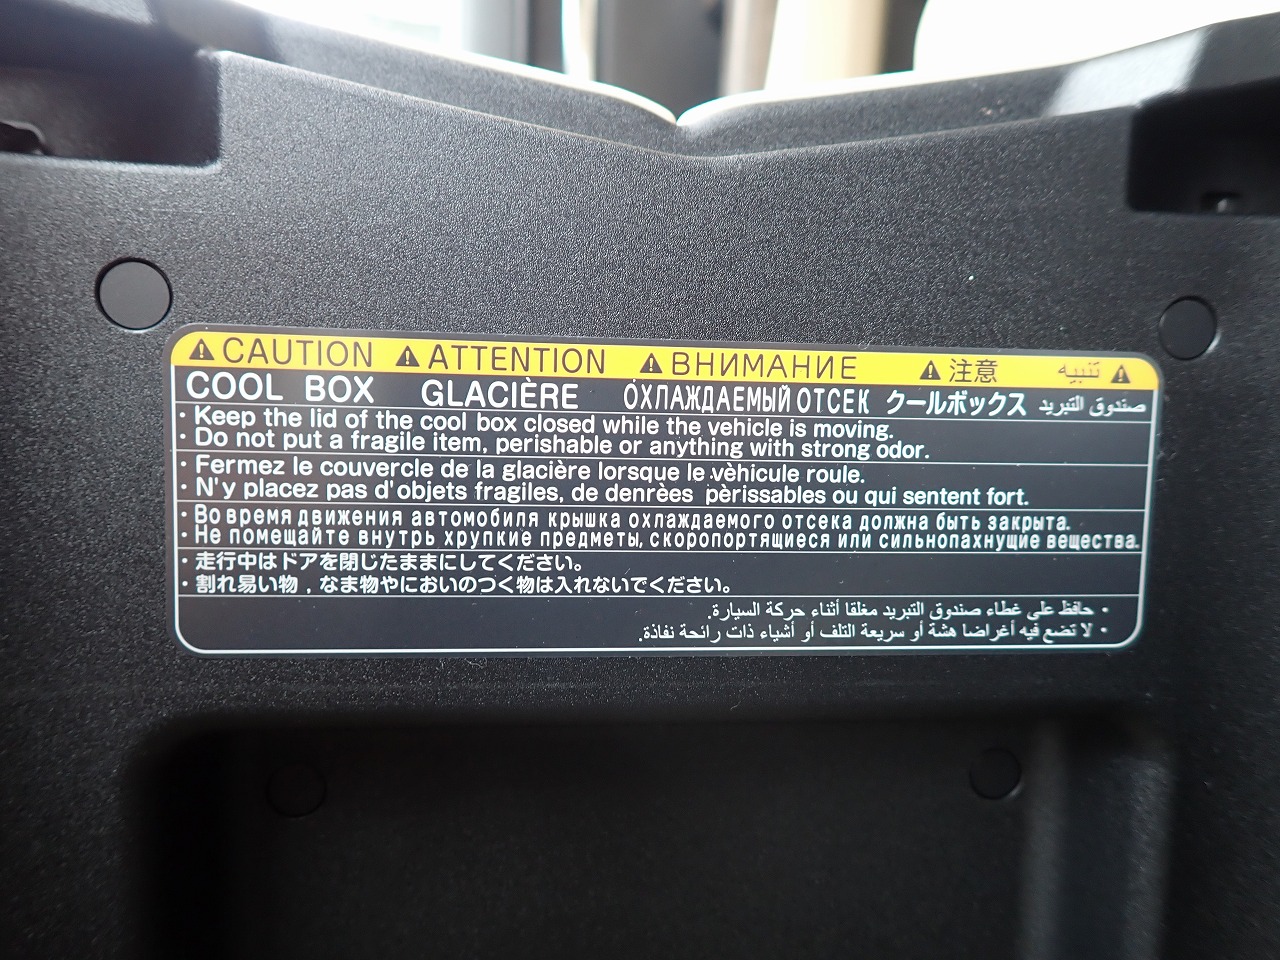 ⚠CAUTION ⚠ATTENTION ⚠ВНИМАНИЕ ⚠注意 تنبيه⚠
COOL BOX GLACIÈRE ОХЛАЖДАЕМЫЙ ОТСЕК クールボックス صندوق التبريد
・Keep the lid of the cool box closed while the vehicle is moving.
・Do not put a fragile item, perishable or anything with strong odor.
・Fermez le couvercle de la glacière lorsque le vèhicule roule.
・N'y placez pas d'objets fragiles, de denrèes pèrissables ou qui sentent fort.
・Во время движения автомобиля крышка охлаждаемого отсека должна быть закрыта.
・Не помещайте внутрь хрупкие предметы, скоропортящиеся или сильнопахнущие вещества.
・走行中はドアを閉じたままにしてください。
・割れ易い物，なま物やにおいのつく物は入れないでください。
・حافظ على غطاء صندوق التبريد مغلقا أثناء حركة السيارة.
・لا تضع فيه أغراضا هشة أو سريعة التلف أو أشياء ذات رائحة نفاذة.